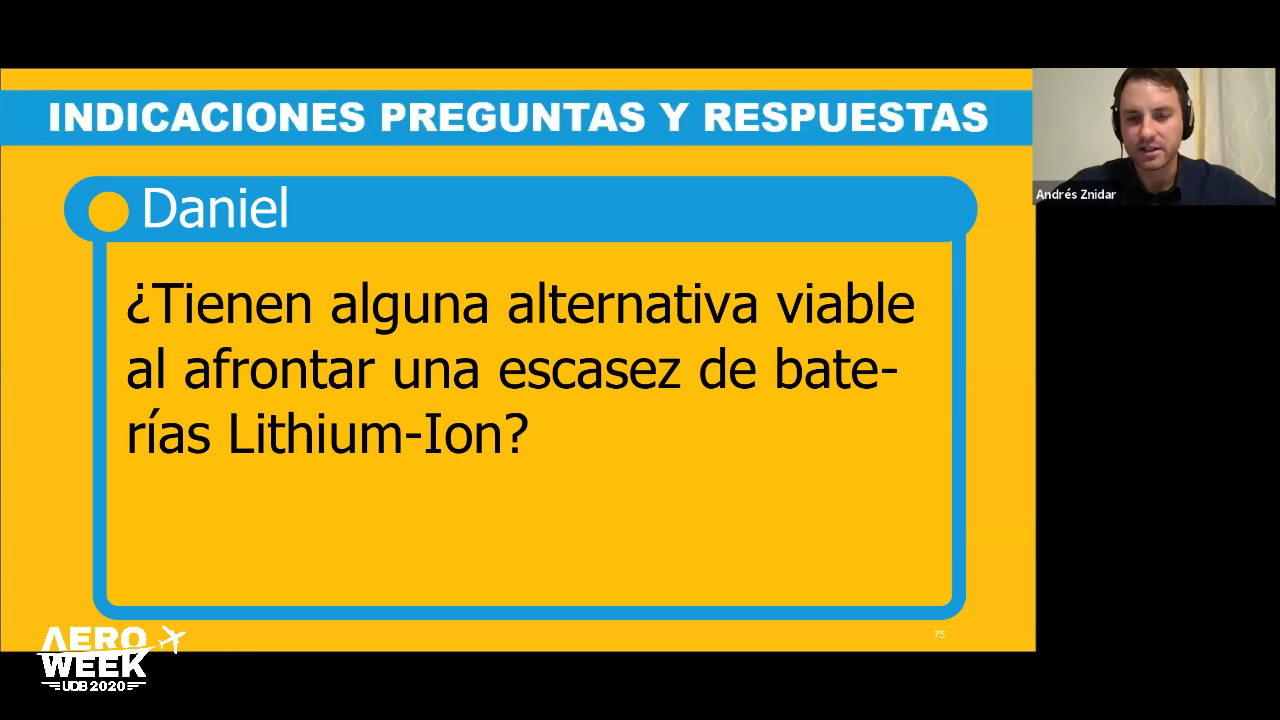 INDICACIONES PREGUNTAS Y RESPUESTAS
Daniel
¿Tienen alguna alternativa viable
al afrontar una escasez de bate-
rías Lithium-Ion?
Andrés Znidar
75
AERO
WEEK
UDB 2020